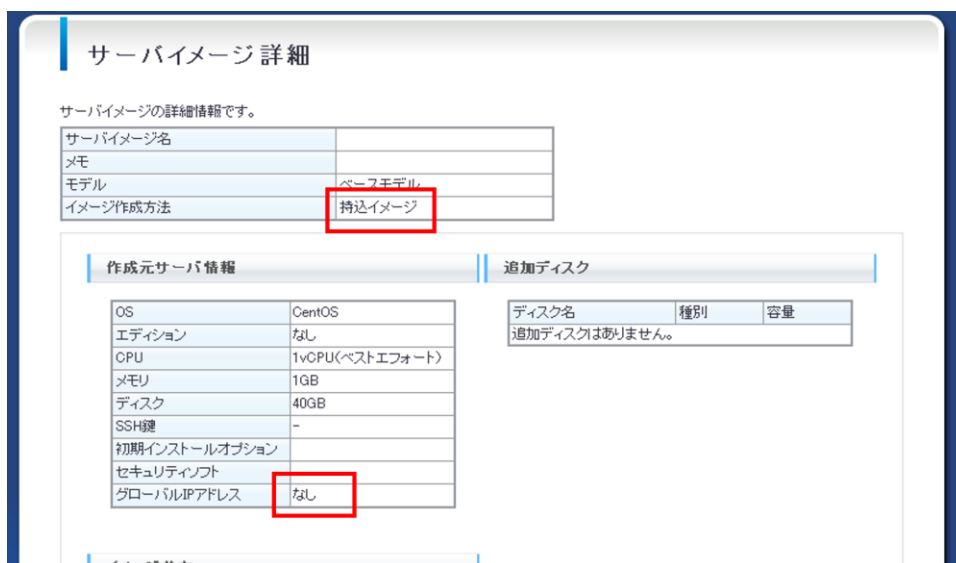 サーバイメージ詳細
サーバイメージの詳細情報です。
サーバイメージ名
メモ
モデル ベースモデル
イメージ作成方法 持込イメージ
作成元サーバ情報
OS CentOS
エディション なし
CPU 1vCPU(ベストエフォート)
メモリ 1GB
ディスク 40GB
SSH鍵 -
初期インストールオプション
セキュリティソフト
グローバルIPアドレス なし
追加ディスク
ディスク名 種別 容量
追加ディスクはありません。